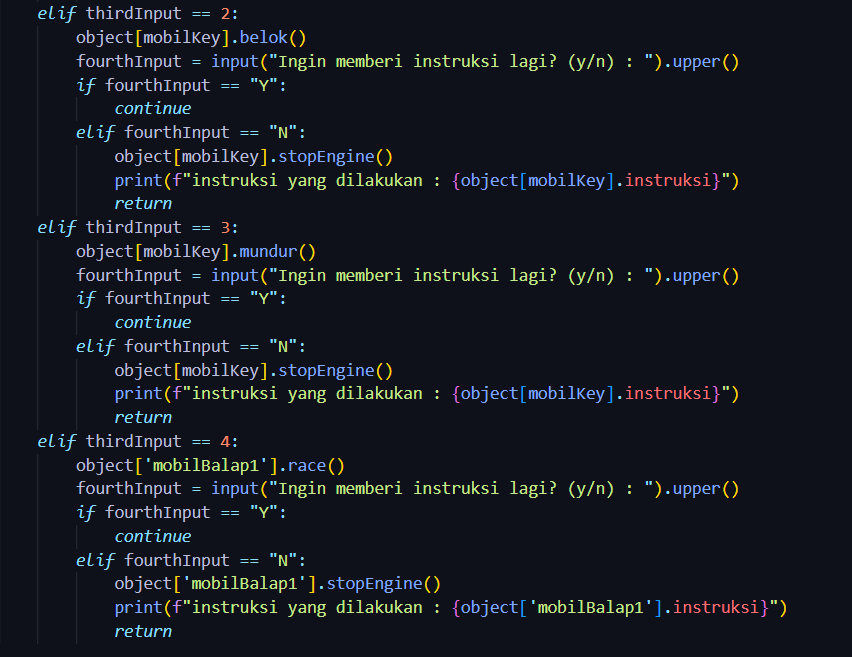 elif thirdInput == 2:
object[mobilKey].belok()
fourthInput = input("Ingin memberi instruksi lagi? (y/n) : ").upper()
if fourthInput == "Y":
continue
elif fourthInput == "N":
object[mobilKey].stopEngine()
print(f"instruksi yang dilakukan : {object[mobilKey].instruksi}")
return
elif thirdInput == 3:
object[mobilKey].mundur()
fourthInput = input("Ingin memberi instruksi lagi? (y/n) : ").upper()
if fourthInput == "Y":
continue
elif fourthInput == "N":
object[mobilKey].stopEngine()
print(f"instruksi yang dilakukan : {object[mobilKey].instruksi}")
return
elif thirdInput == 4:
object['mobilBalap1'].race()
fourthInput = input("Ingin memberi instruksi lagi? (y/n) : ").upper()
if fourthInput == "Y":
continue
elif fourthInput == "N":
object['mobilBalap1'].stopEngine()
print(f"instruksi yang dilakukan : {object['mobilBalap1'].instruksi}")
return